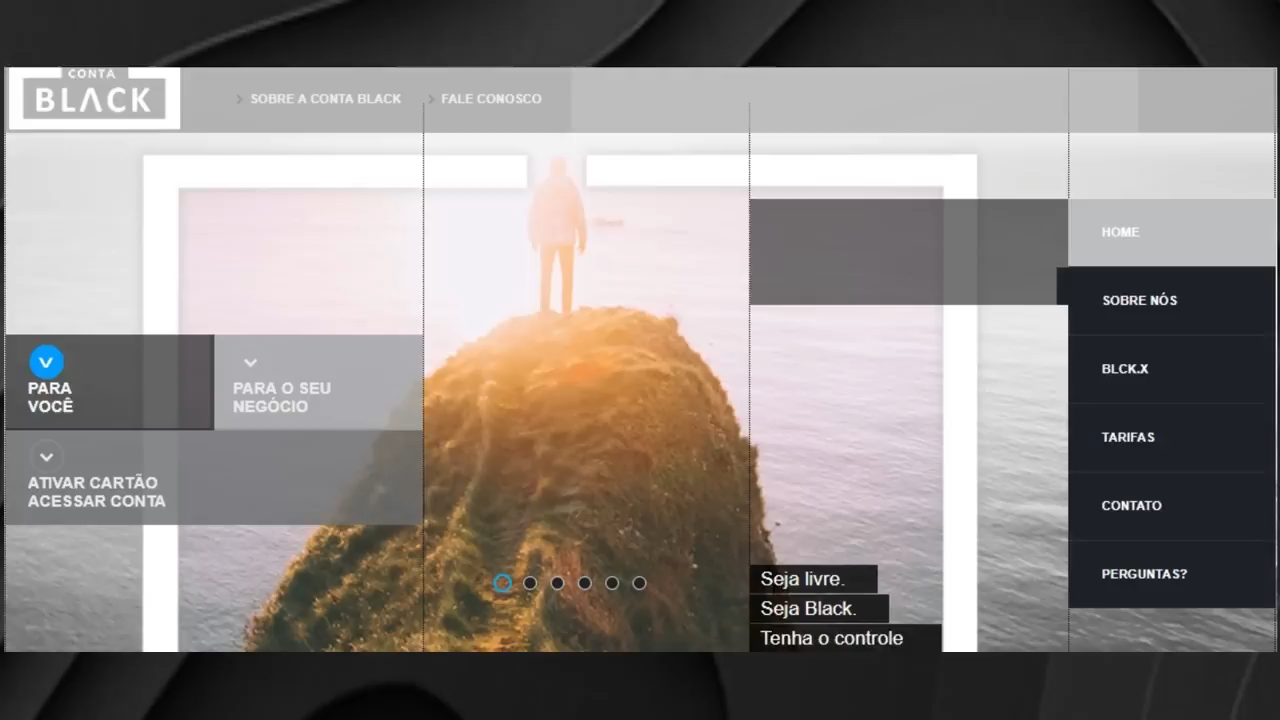 CONTA
BLACK
SOBRE A CONTA BLACK
FALE CONOSCO
HOME
SOBRE NÓS
BLCK.X
TARIFAS
CONTATO
PERGUNTAS?
PARA
VOCÊ
PARA O SEU
NEGÓCIO
ATIVAR CARTÃO
ACESSAR CONTA
Seja livre.
Seja Black.
Tenha o controle